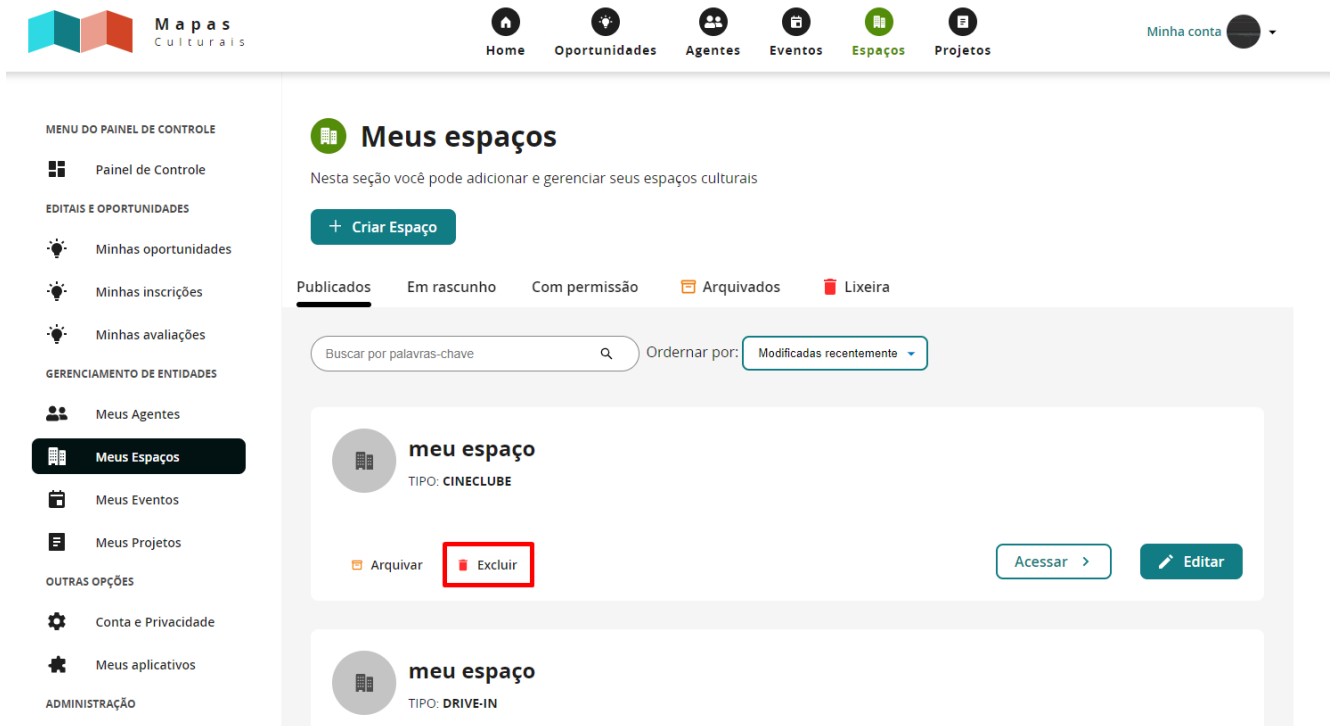 Mapas
Culturais
Home
Oportunidades
Agentes
Eventos
Espaços
Projetos
Minha conta
MENU DO PAINEL DE CONTROLE
Painel de Controle
EDITAIS E OPORTUNIDADES
Minhas oportunidades
Minhas inscrições
Minhas avaliações
GERENCIAMENTO DE ENTIDADES
Meus Agentes
Meus Espaços
Meus Eventos
Meus Projetos
OUTRAS OPÇÕES
Conta e Privacidade
Meus aplicativos
ADMINISTRAÇÃO
Meus espaços
Nesta seção você pode adicionar e gerenciar seus espaços culturais
+ Criar Espaço
Publicados
Em rascunho
Com permissão
Arquivados
Lixeira
Buscar por palavras-chave
Ordernar por:
Modificadas recentemente
meu espaço
TIPO: CINECLUBE
Arquivar
Excluir
Acessar >
Editar
meu espaço
TIPO: DRIVE-IN